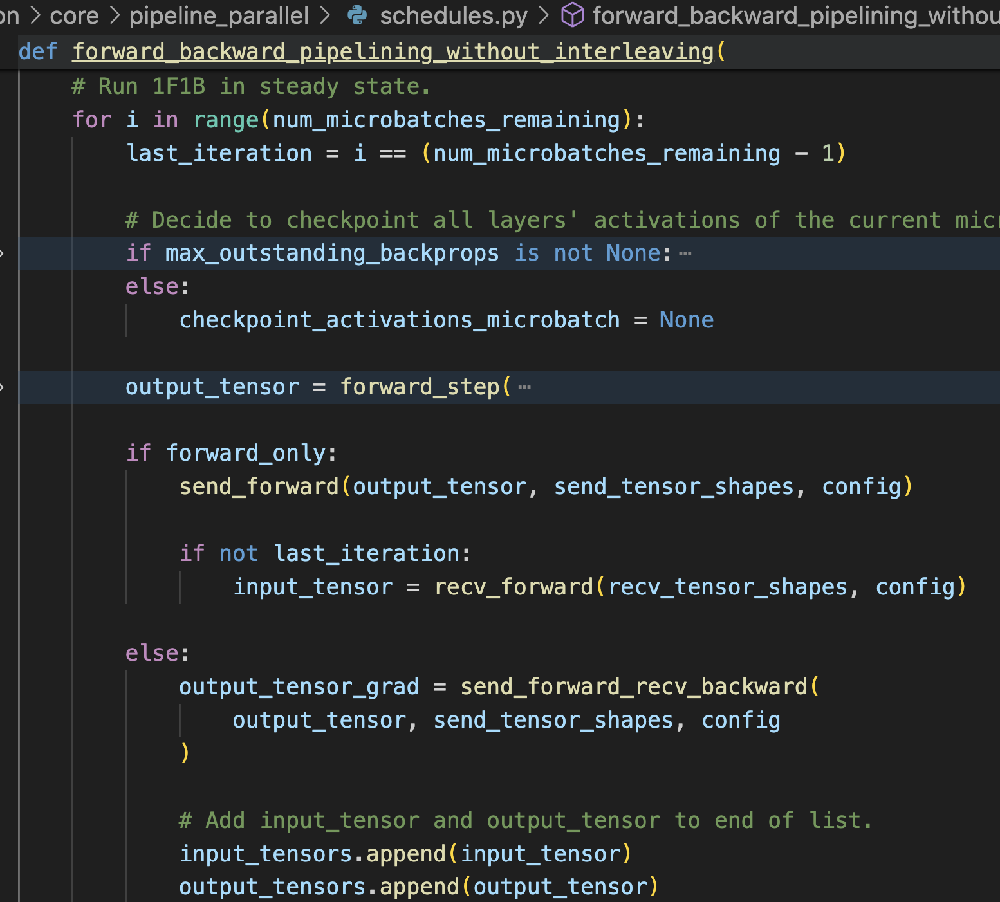 on > core > pipeline_parallel > schedules.py > forward_backward_pipelining_withou
def forward_backward_pipelining_without_interleaving(
    # Run 1F1B in steady state.
    for i in range(num_microbatches_remaining):
        last_iteration = i == (num_microbatches_remaining - 1)
        # Decide to checkpoint all layers' activations of the current micr
        if max_outstanding_backprops is not None:⋯
        else:
            checkpoint_activations_microbatch = None
        output_tensor = forward_step(⋯
        if forward_only:
            send_forward(output_tensor, send_tensor_shapes, config)
            if not last_iteration:
                input_tensor = recv_forward(recv_tensor_shapes, config)
        else:
            output_tensor_grad = send_forward_recv_backward(
                output_tensor, send_tensor_shapes, config
            )
            # Add input_tensor and output_tensor to end of list.
            input_tensors.append(input_tensor)
            output_tensors.append(output_tensor)